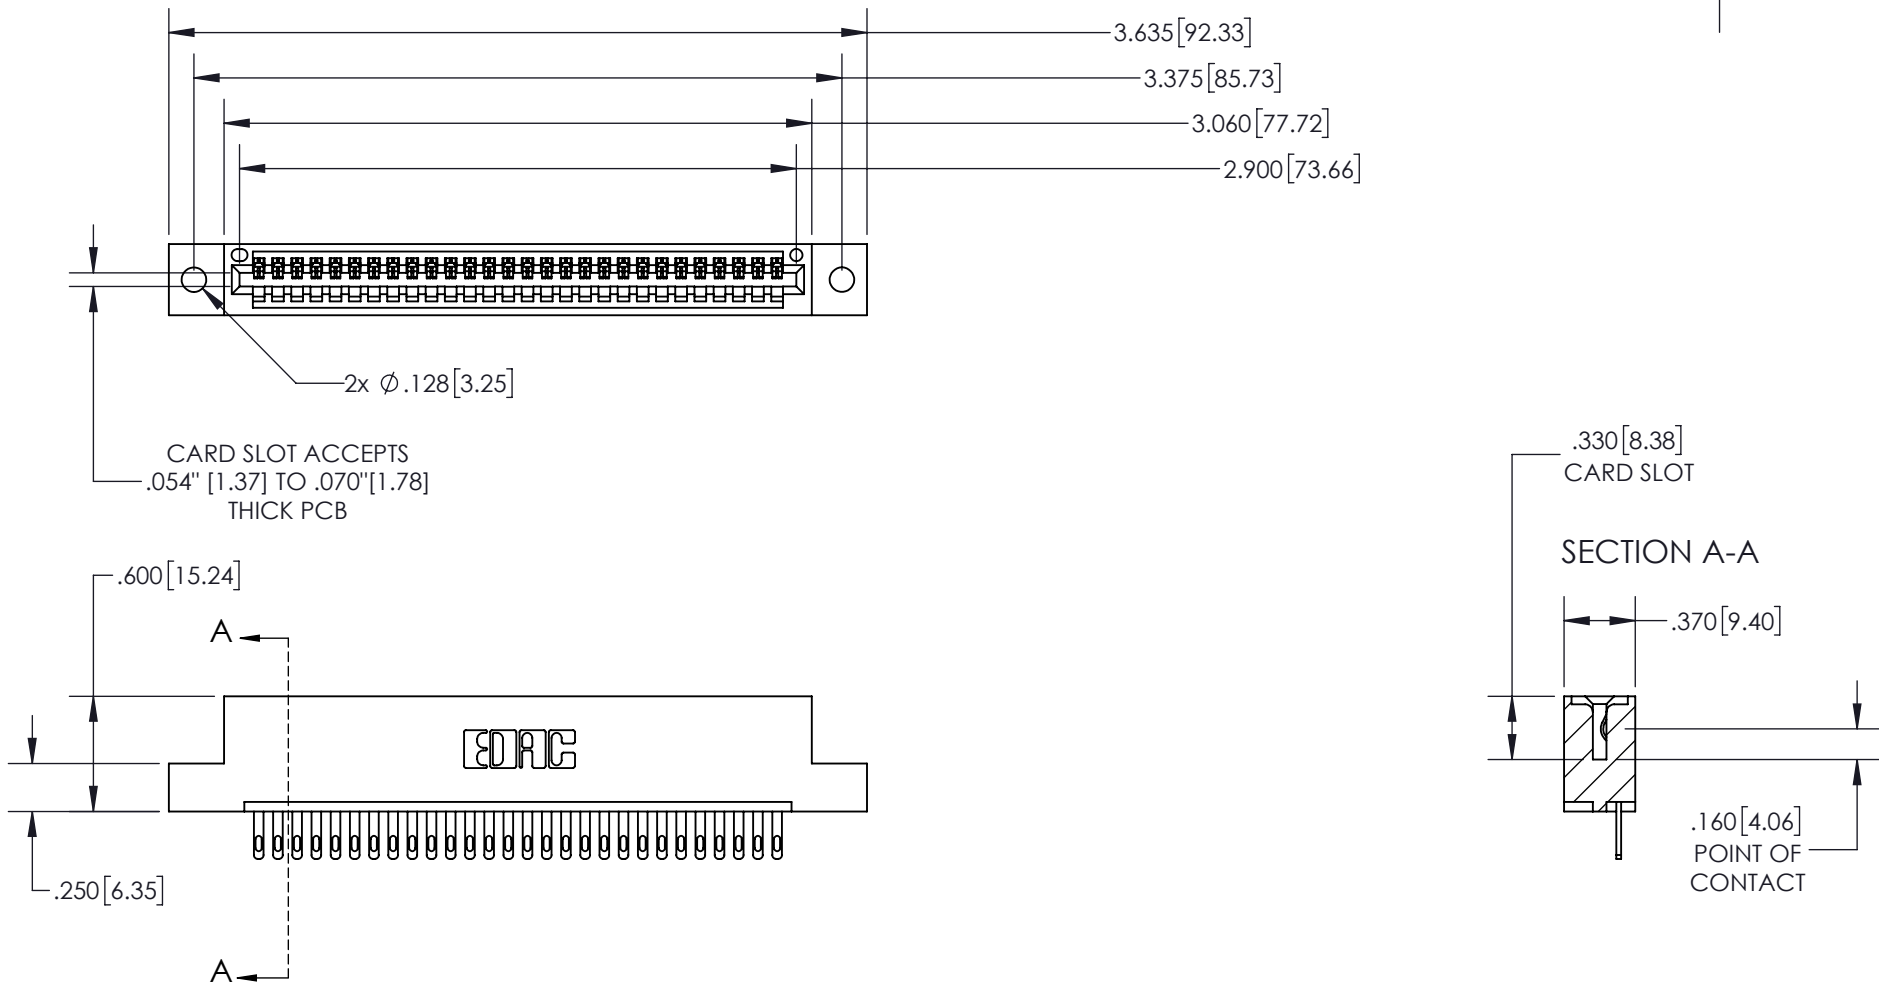 3.635[92.33]
3.375[85.73]
3.060[77.72]
2.900[73.66]
2x ∅.128[3.25]
CARD SLOT ACCEPTS
.054" [1.37] TO .070"[1.78]
THICK PCB
.330[8.38]
CARD SLOT
SECTION A-A
.600[15.24]
A
.370[9.40]
EDAC
.160[4.06]
POINT OF
CONTACT
.250[6.35]
A